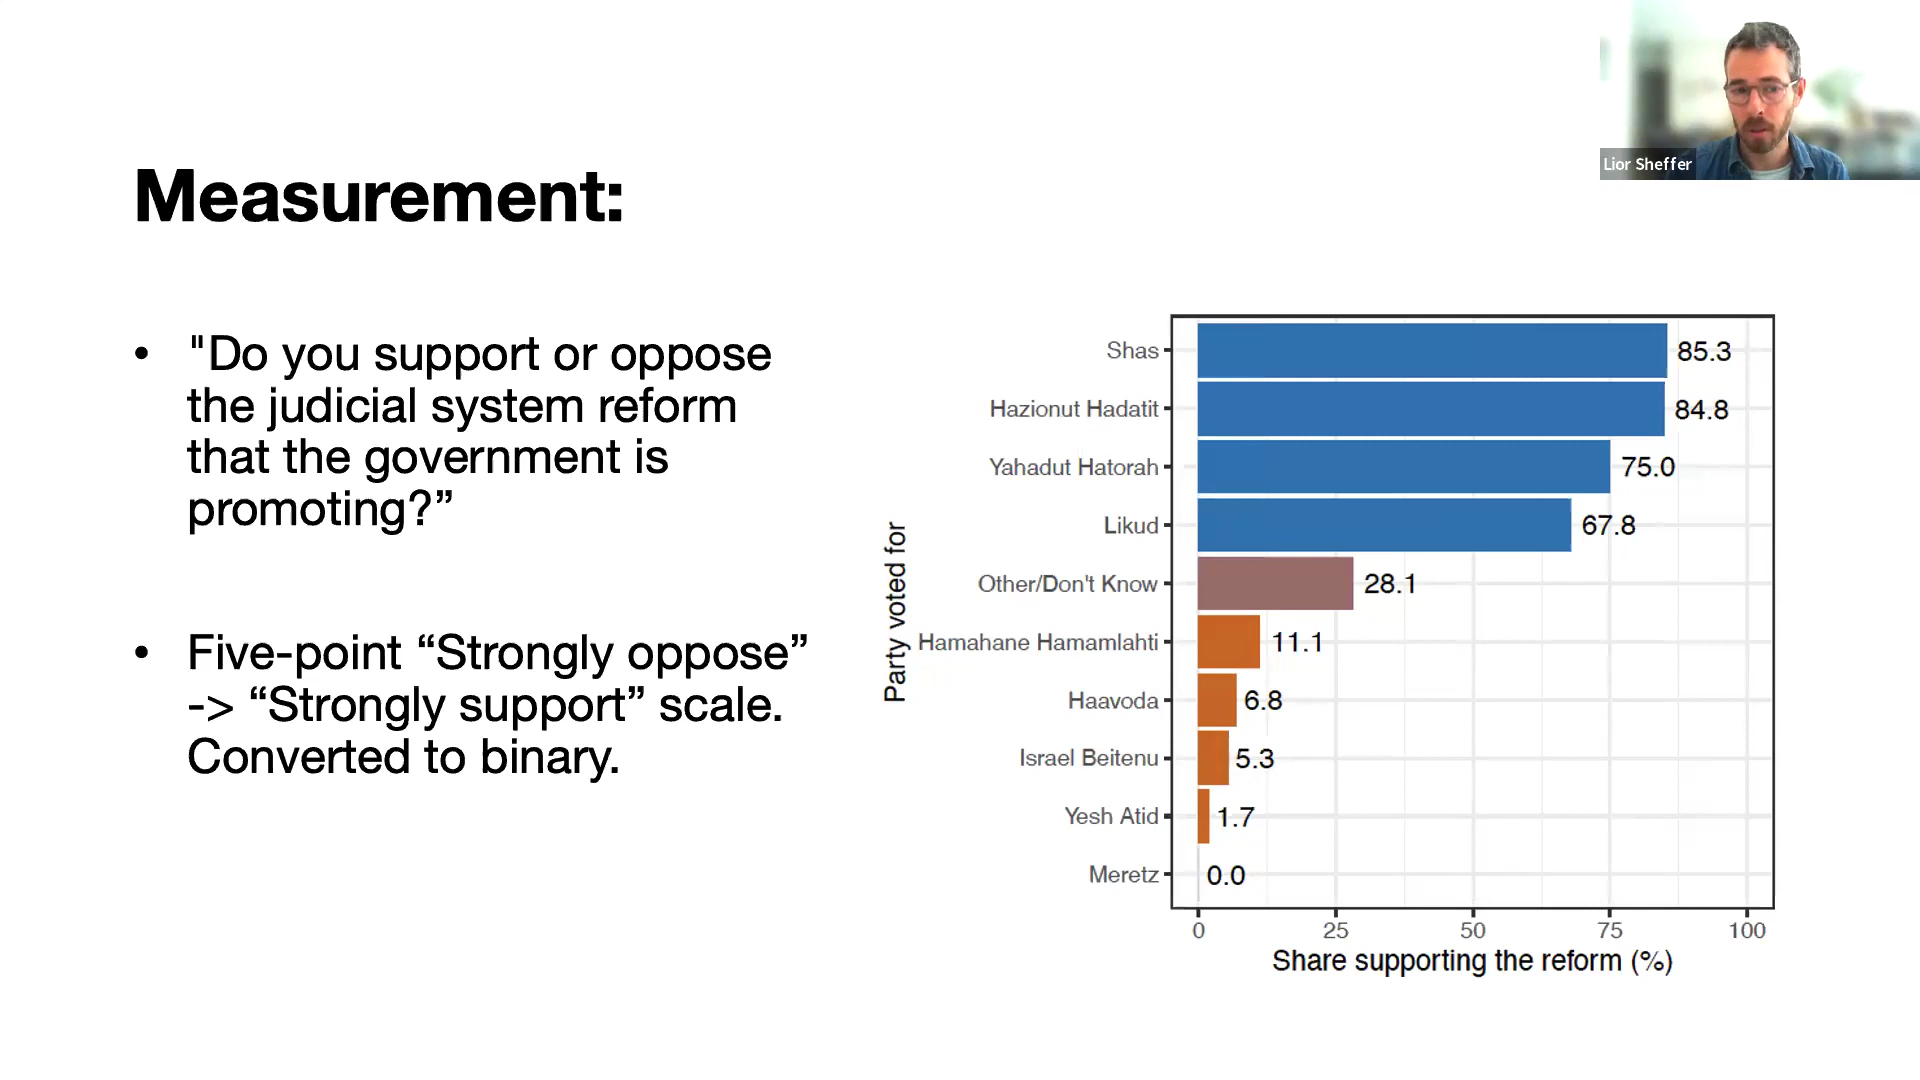 Lior Sheffer
Measurement:
• "Do you support or oppose
the judicial system reform
that the government is
promoting?”
• Five-point “Strongly oppose”
-> “Strongly support” scale.
Converted to binary.
Party voted for
Shas 85.3
Hazionut Hadatit 84.8
Yahadut Hatorah 75.0
Likud 67.8
Other/Don't Know 28.1
Hamahane Hamamlahti 11.1
Haavoda 6.8
Israel Beitenu 5.3
Yesh Atid 1.7
Meretz 0.0
0 25 50 75 100
Share supporting the reform (%)